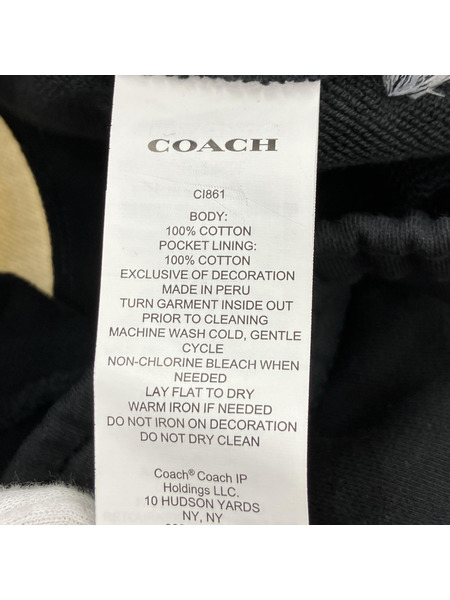 COACH
CI861
BODY:
100% COTTON
POCKET LINING:
100% COTTON
EXCLUSIVE OF DECORATION
MADE IN PERU
TURN GARMENT INSIDE OUT
PRIOR TO CLEANING
MACHINE WASH COLD, GENTLE
CYCLE
NON-CHLORINE BLEACH WHEN
NEEDED
LAY FLAT TO DRY
WARM IRON IF NEEDED
DO NOT IRON ON DECORATION
DO NOT DRY CLEAN
Coach® Coach IP
Holdings LLC.
10 HUDSON YARDS
NY, NY